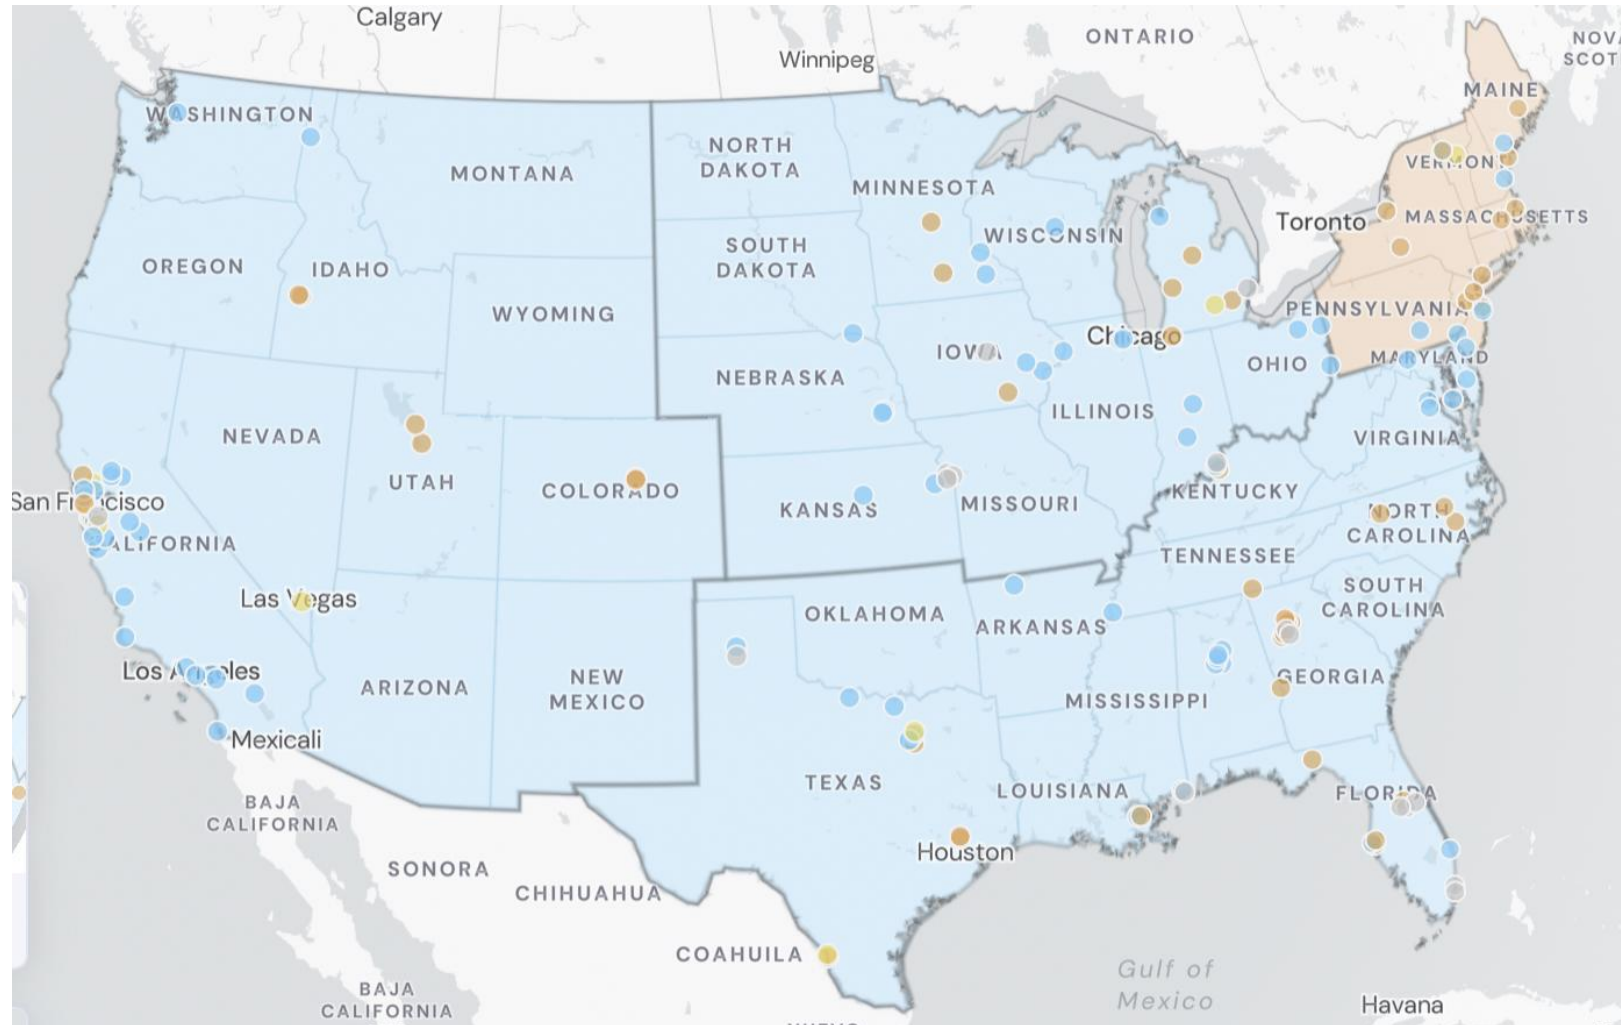 Calgary
Winnipeg
ONTARIO
MAINE
WASHINGTON
NORTH
DAKOTA
MONTANA
MINNESOTA
VERMONT
Toronto
MASSACHUSETTS
WISCONSIN
SOUTH
DAKOTA
OREGON
IDAHO
WYOMING
PENNSYLVANIA
Chicago
IOWA
OHIO
MARYLAND
NEBRASKA
ILLINOIS
NEVADA
VIRGINIA
UTAH
COLORADO
KENTUCKY
San Francisco
KANSAS
MISSOURI
NORTH
CAROLINA
CALIFORNIA
TENNESSEE
Las Vegas
SOUTH
CAROLINA
OKLAHOMA
ARKANSAS
Los Angeles
ARIZONA
NEW
MEXICO
GEORGIA
MISSISSIPPI
Mexicali
TEXAS
LOUISIANA
FLORIDA
BAJA
CALIFORNIA
Houston
SONORA
CHIHUAHUA
COAHUILA
Gulf of
Mexico
BAJA
CALIFORNIA
Havana